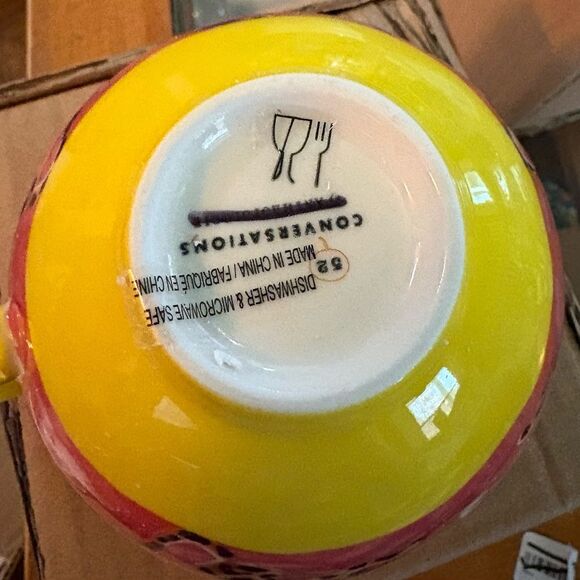 CONVERSATIONS
52
MADE IN CHINA / FABRIQUÉ EN CHINE
DISHWASHER & MICROWAVE SAFE